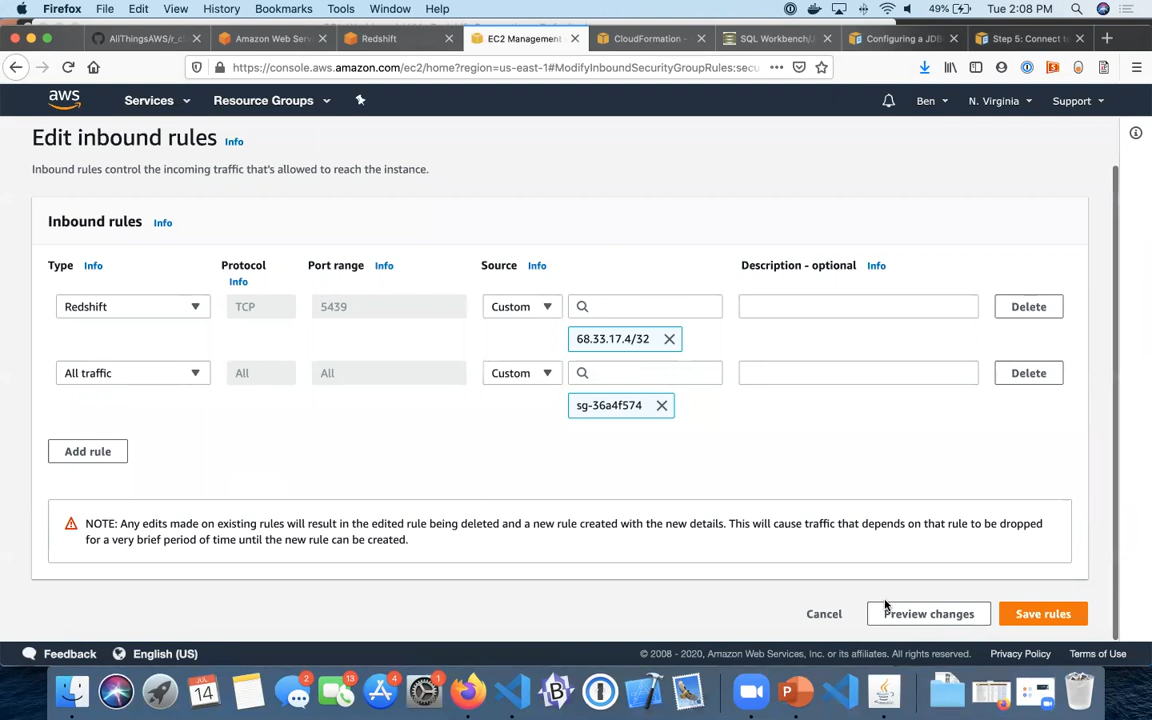 Firefox File Edit View History Bookmarks Tools Window Help 49% Tue 2:08 PM
AllThingsAWS/r_c Amazon Web Serv Redshift EC2 Management CloudFormation - SQL Workbench/J Configuring a JDB Step 5: Connect to
https://console.aws.amazon.com/ec2/home?region=us-east-1#ModifyInboundSecurityGroupRules:secu
aws Services Resource Groups Ben N. Virginia Support
Edit inbound rules Info
Inbound rules control the incoming traffic that's allowed to reach the instance.
Inbound rules Info
Type Info Protocol Info Port range Info Source Info Description - optional Info
Redshift TCP 5439 Custom Delete
68.33.17.4/32
All traffic All All Custom Delete
sg-36a4f574
Add rule
NOTE: Any edits made on existing rules will result in the edited rule being deleted and a new rule created with the new details. This will cause traffic that depends on that rule to be dropped
for a very brief period of time until the new rule can be created.
Cancel Preview changes Save rules
Feedback English (US) © 2008 - 2020, Amazon Web Services, Inc. or its affiliates. All rights reserved. Privacy Policy Terms of Use
JUL 14 2 13 4 1